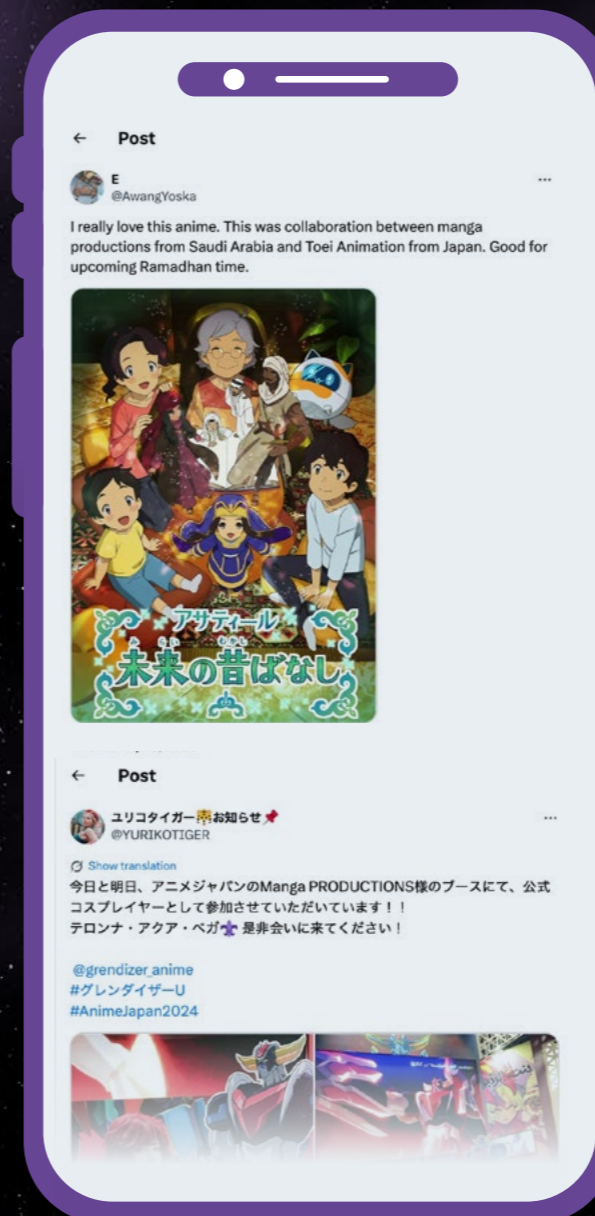 ← Post
E
@AwangYoska
I really love this anime. This was collaboration between manga
productions from Saudi Arabia and Toei Animation from Japan. Good for
upcoming Ramadhan time.
アサティール
み らい むかし
未来の昔ばなし
← Post
ユリコタイガー🐯お知らせ📌
@YURIKOTIGER
Show translation
今日と明日、アニメジャパンのManga PRODUCTIONS様のブースにて、公式
コスプレイヤーとして参加させていただいています！！
テロンナ・アクア・ベガ⚜ 是非会いに来てください！
@grendizer_anime
#グレンダイザーU
#AnimeJapan2024